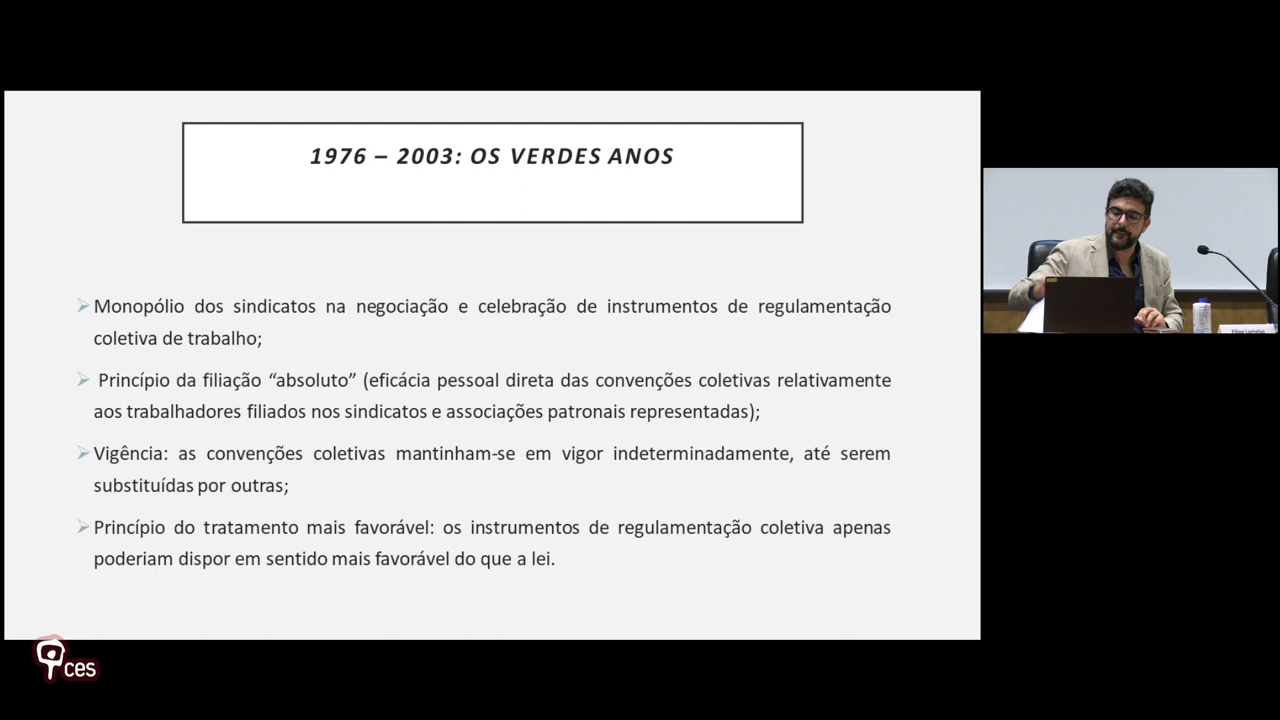 1976 – 2003: OS VERDES ANOS
Monopólio dos sindicatos na negociação e celebração de instrumentos de regulamentação
coletiva de trabalho;
Princípio da filiação “absoluto” (eficácia pessoal direta das convenções coletivas relativamente
aos trabalhadores filiados nos sindicatos e associações patronais representadas);
Vigência: as convenções coletivas mantinham-se em vigor indeterminadamente, até serem
substituídas por outras;
Princípio do tratamento mais favorável: os instrumentos de regulamentação coletiva apenas
poderiam dispor em sentido mais favorável do que a lei.
Filipe Lamelas
ces